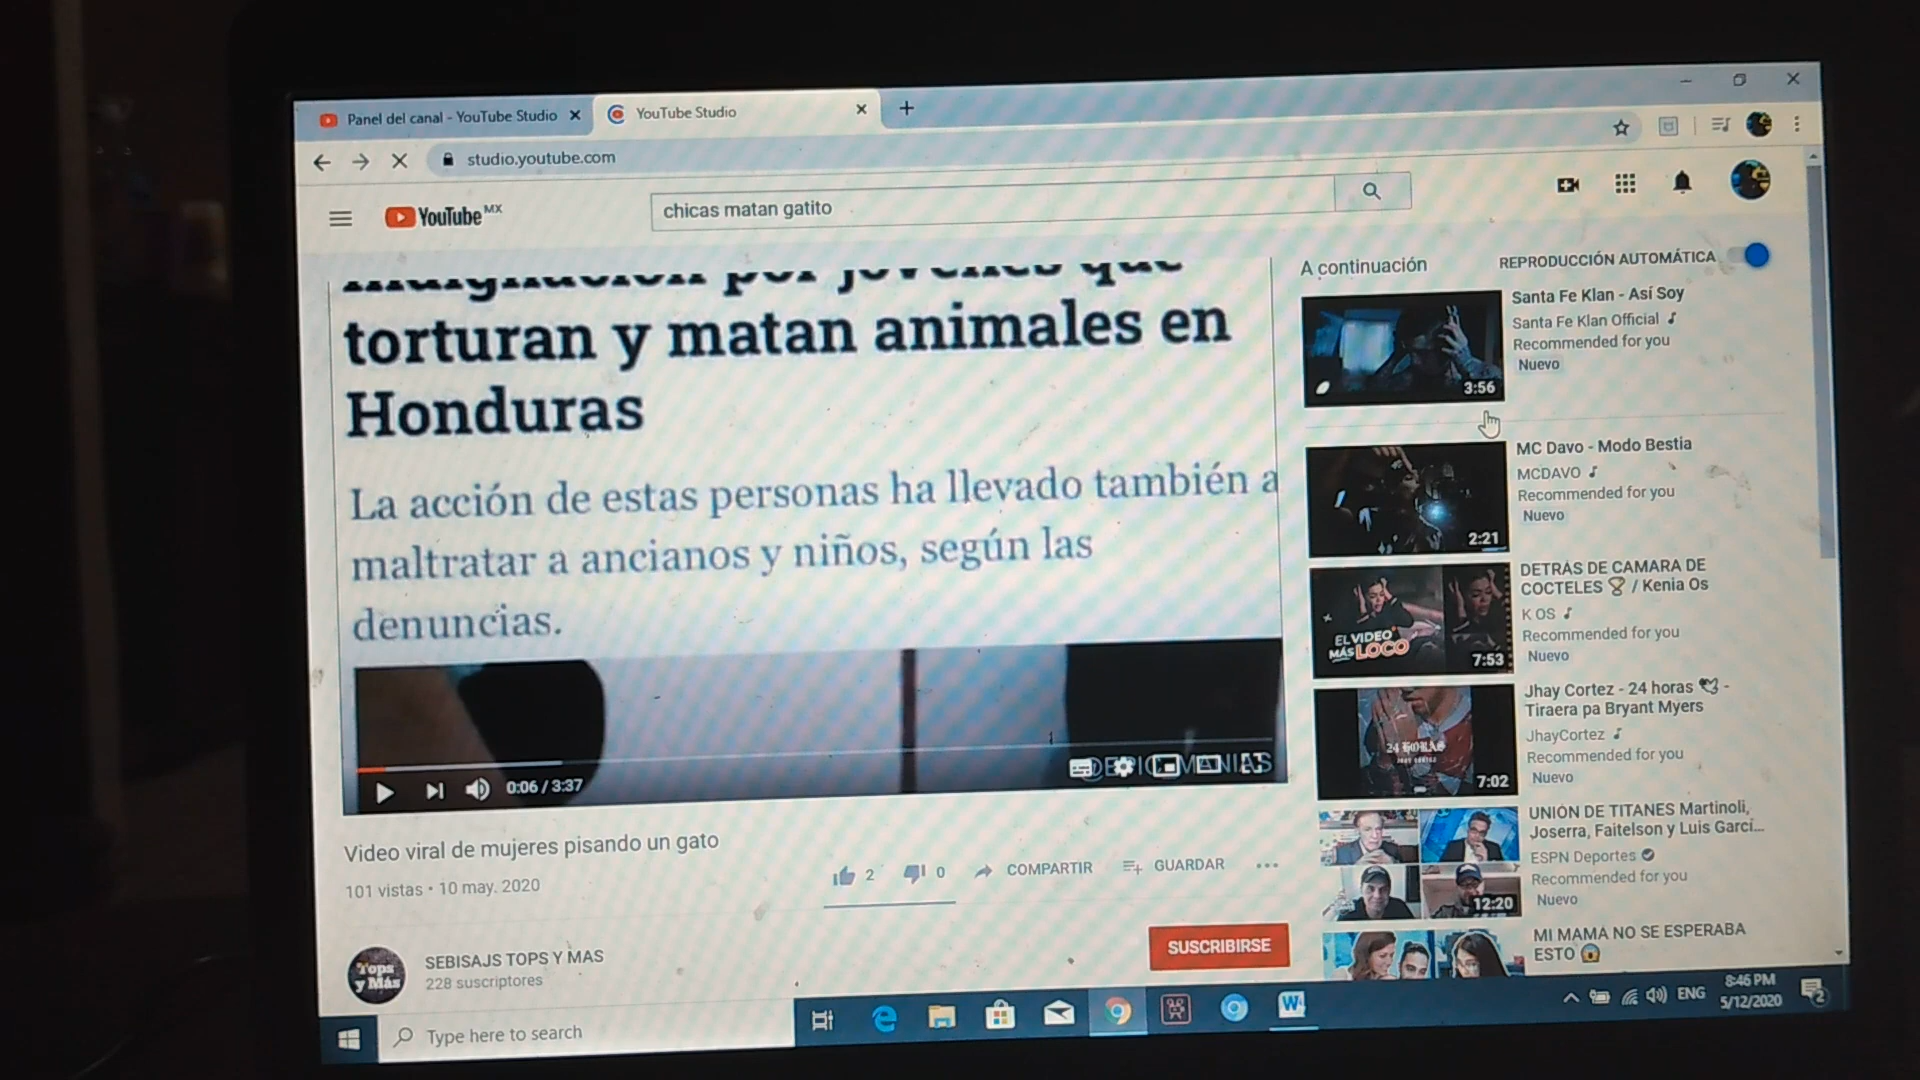 Panel del canal - YouTube Studio
YouTube Studio
studio.youtube.com
YouTube MX
chicas matan gatito
torturan y matan animales en
Honduras
La acción de estas personas ha llevado también a
maltratar a ancianos y niños, según las
denuncias.
0:06 / 3:37
Video viral de mujeres pisando un gato
101 vistas • 10 may. 2020
2
0
COMPARTIR
GUARDAR
SEBISAJS TOPS Y MAS
228 suscriptores
Tops
y Más
SUSCRIBIRSE
A continuación
REPRODUCCIÓN AUTOMÁTICA
3:56
Santa Fe Klan - Así Soy
Santa Fe Klan Official
Recommended for you
Nuevo
2:21
MC Davo - Modo Bestia
MCDAVO
Recommended for you
Nuevo
EL VIDEO
MÁS LOCO
7:53
DETRÁS DE CAMARA DE
COCTELES 🏆 / Kenia Os
K OS
Recommended for you
Nuevo
24 HORAS
7:02
Jhay Cortez - 24 horas 🕊 -
Tiraera pa Bryant Myers
JhayCortez
Recommended for you
Nuevo
12:20
UNIÓN DE TITANES Martinoli,
Joserra, Faitelson y Luis Garcí...
ESPN Deportes
Recommended for you
Nuevo
MI MAMÁ NO SE ESPERABA
ESTO 😱
Type here to search
ENG
8:46 PM
5/12/2020
2